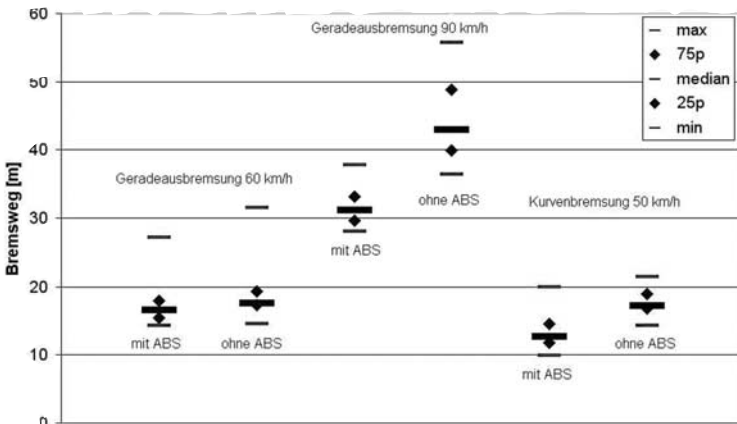 60
50
40
30
20
10
0
Bremsweg [m]
Geradeausbremsung 90 km/h
Geradeausbremsung 60 km/h
Kurvenbremsung 50 km/h
mit ABS
ohne ABS
mit ABS
ohne ABS
mit ABS
ohne ABS
max
75p
median
25p
min